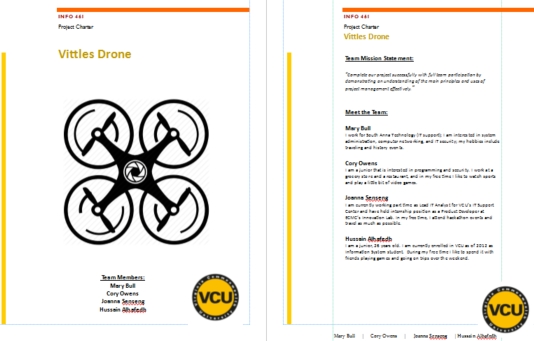 INFO 461
Project Charter
Vittles Drone
Team Members:
Mary Bull
Cory Owens
Joanna Senseng
Hussain Alhafedh
VCU
INFO 461
Project Charter
Vittles Drone
Team Mission Statement:
"Complete our project successfully with full team participation by
demonstrating an understanding of the main principles and uses of
project management effectively."
Meet the Team:
Mary Bull
I work for South Anna Technology (IT support). I am interested in system
administration, computer networking, and IT security, my hobbies include
traveling and history events.
Cory Owens
I am a junior that is interested in programming and security. I work at a
grocery store and a restaurant, and in my free time I like to watch sports
and play a little bit of video games.
Joanna Senseng
I am currently working part time as Lead IT Analyst for VCU's IT Support
Center and have held internship position as a Product Developer at
Innovation Lab. In my free time, I attend hackathon events and
travel as much as possible.
Hussain Alhafedh
I am a junior, 28 years old. I am currently enrolled in VCU as of 2012 as
information system student. During my free time I like to spend it with
friends playing games and going on trips over the weekend.
VCU
Mary Bull | Cory Owens | Joanna Senseng | Hussain Alhafedh